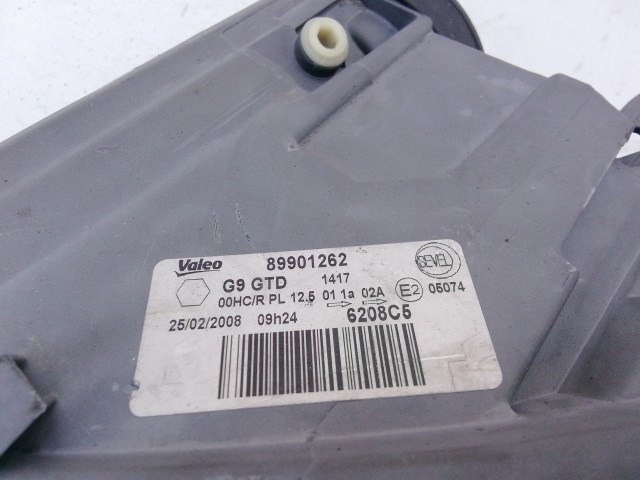 Valeo 89901262 SEVEL
G9 GTD 1417
00HC/R PL 12.5 01 1a 02A E2 05074
25/02/2008 09h24 6208C5